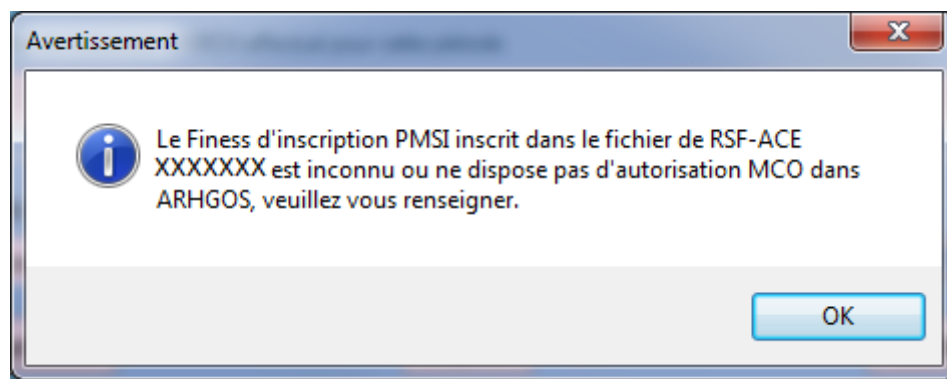 Avertissement
Le Finess d'inscription PMSI inscrit dans le fichier de RSF-ACE
XXXXXXX est inconnu ou ne dispose pas d'autorisation MCO dans
ARHGOS, veuillez vous renseigner.
OK